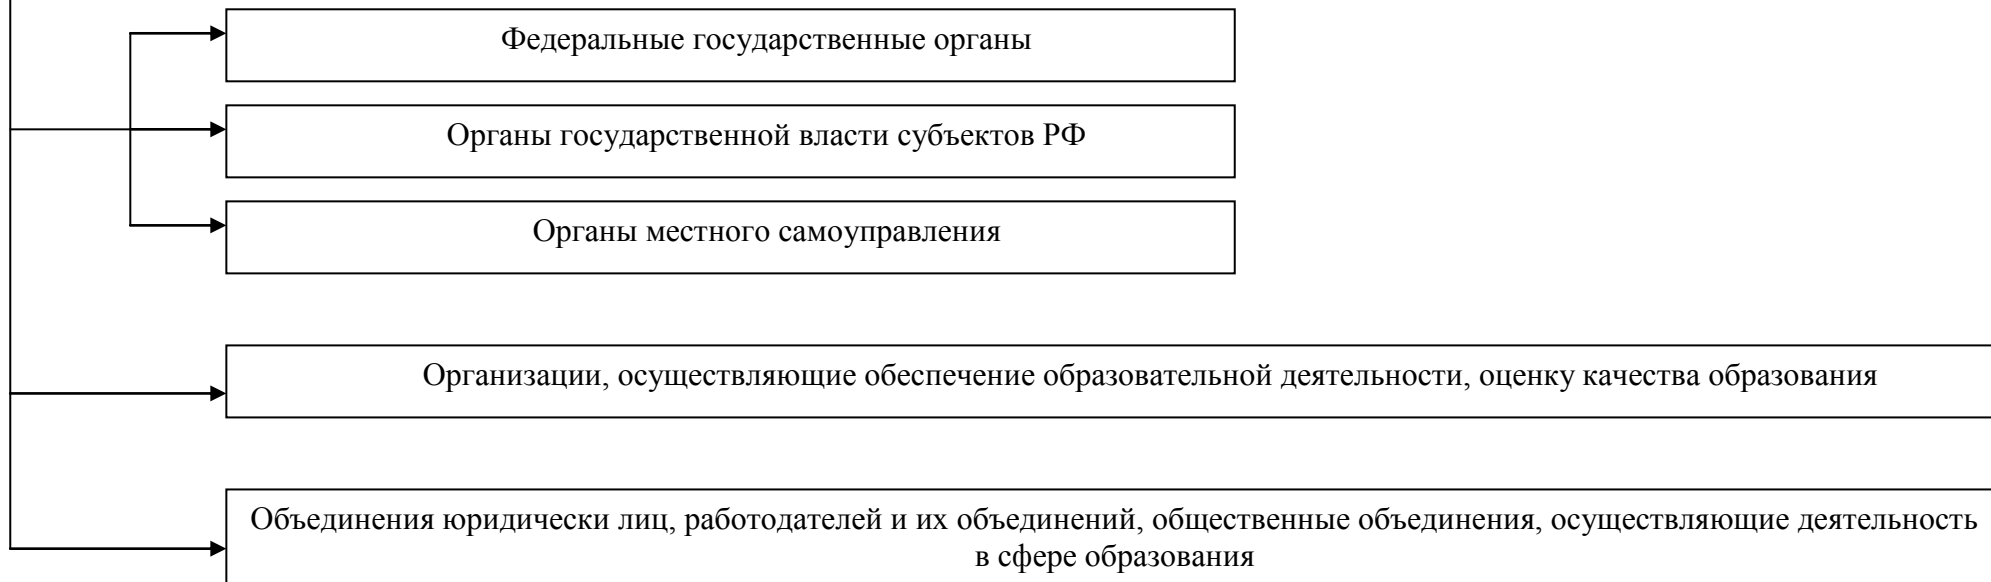 Федеральные государственные органы
Органы государственной власти субъектов РФ
Органы местного самоуправления
Организации, осуществляющие обеспечение образовательной деятельности, оценку качества образования
Объединения юридически лиц, работодателей и их объединений, общественные объединения, осуществляющие деятельность
в сфере образования